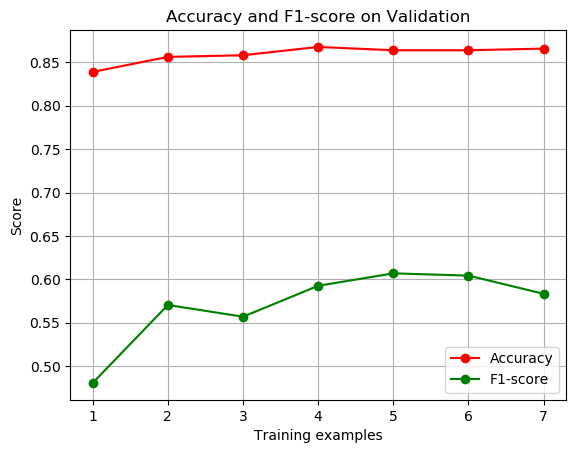 Accuracy and F1-score on Validation
0.85
0.80
0.75
0.70
0.65
0.60
0.55
0.50
Score
Accuracy
F1-score
1 2 3 4 5 6 7
Training examples